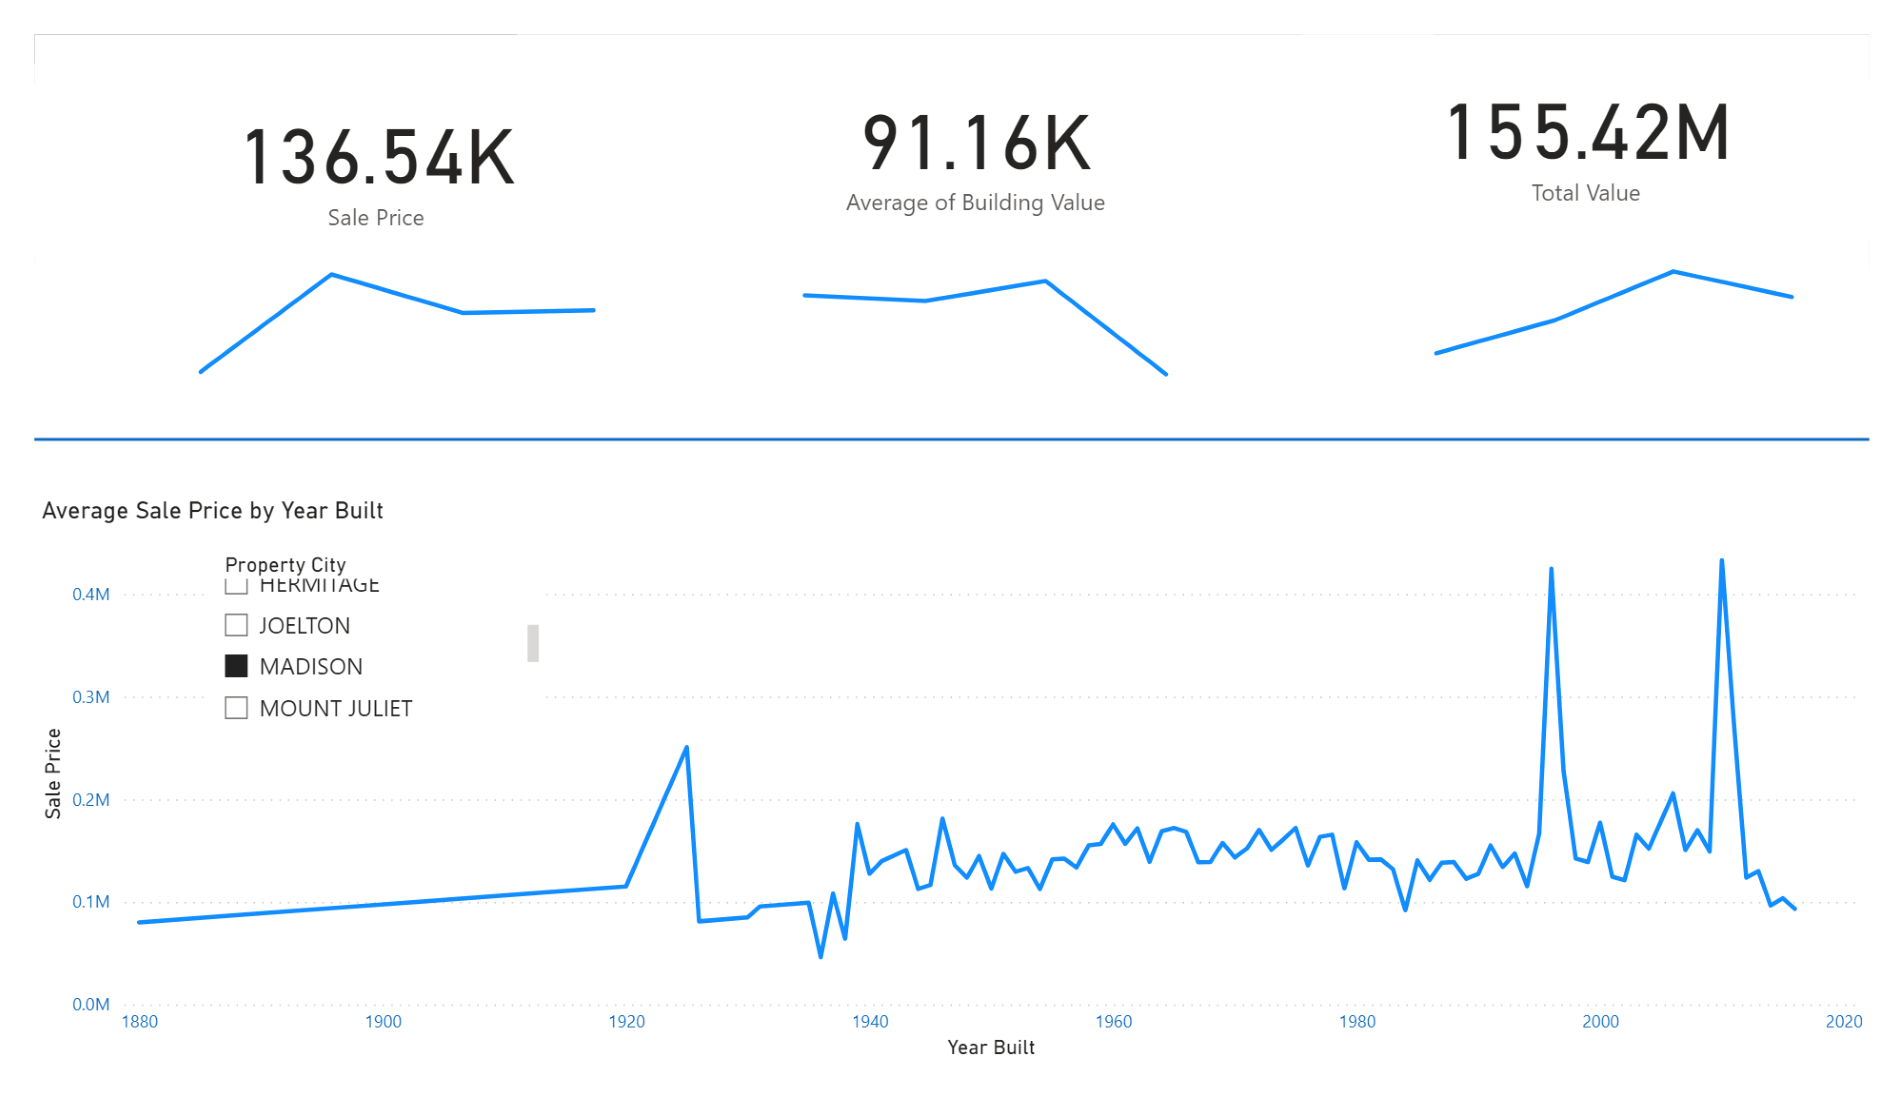 136.54K
Sale Price
91.16K
Average of Building Value
155.42M
Total Value
Average Sale Price by Year Built
Property City
HERMITAGE
JOELTON
MADISON
MOUNT JULIET
Sale Price
0.4M
0.3M
0.2M
0.1M
0.0M
1880 1900 1920 1940 1960 1980 2000 2020
Year Built